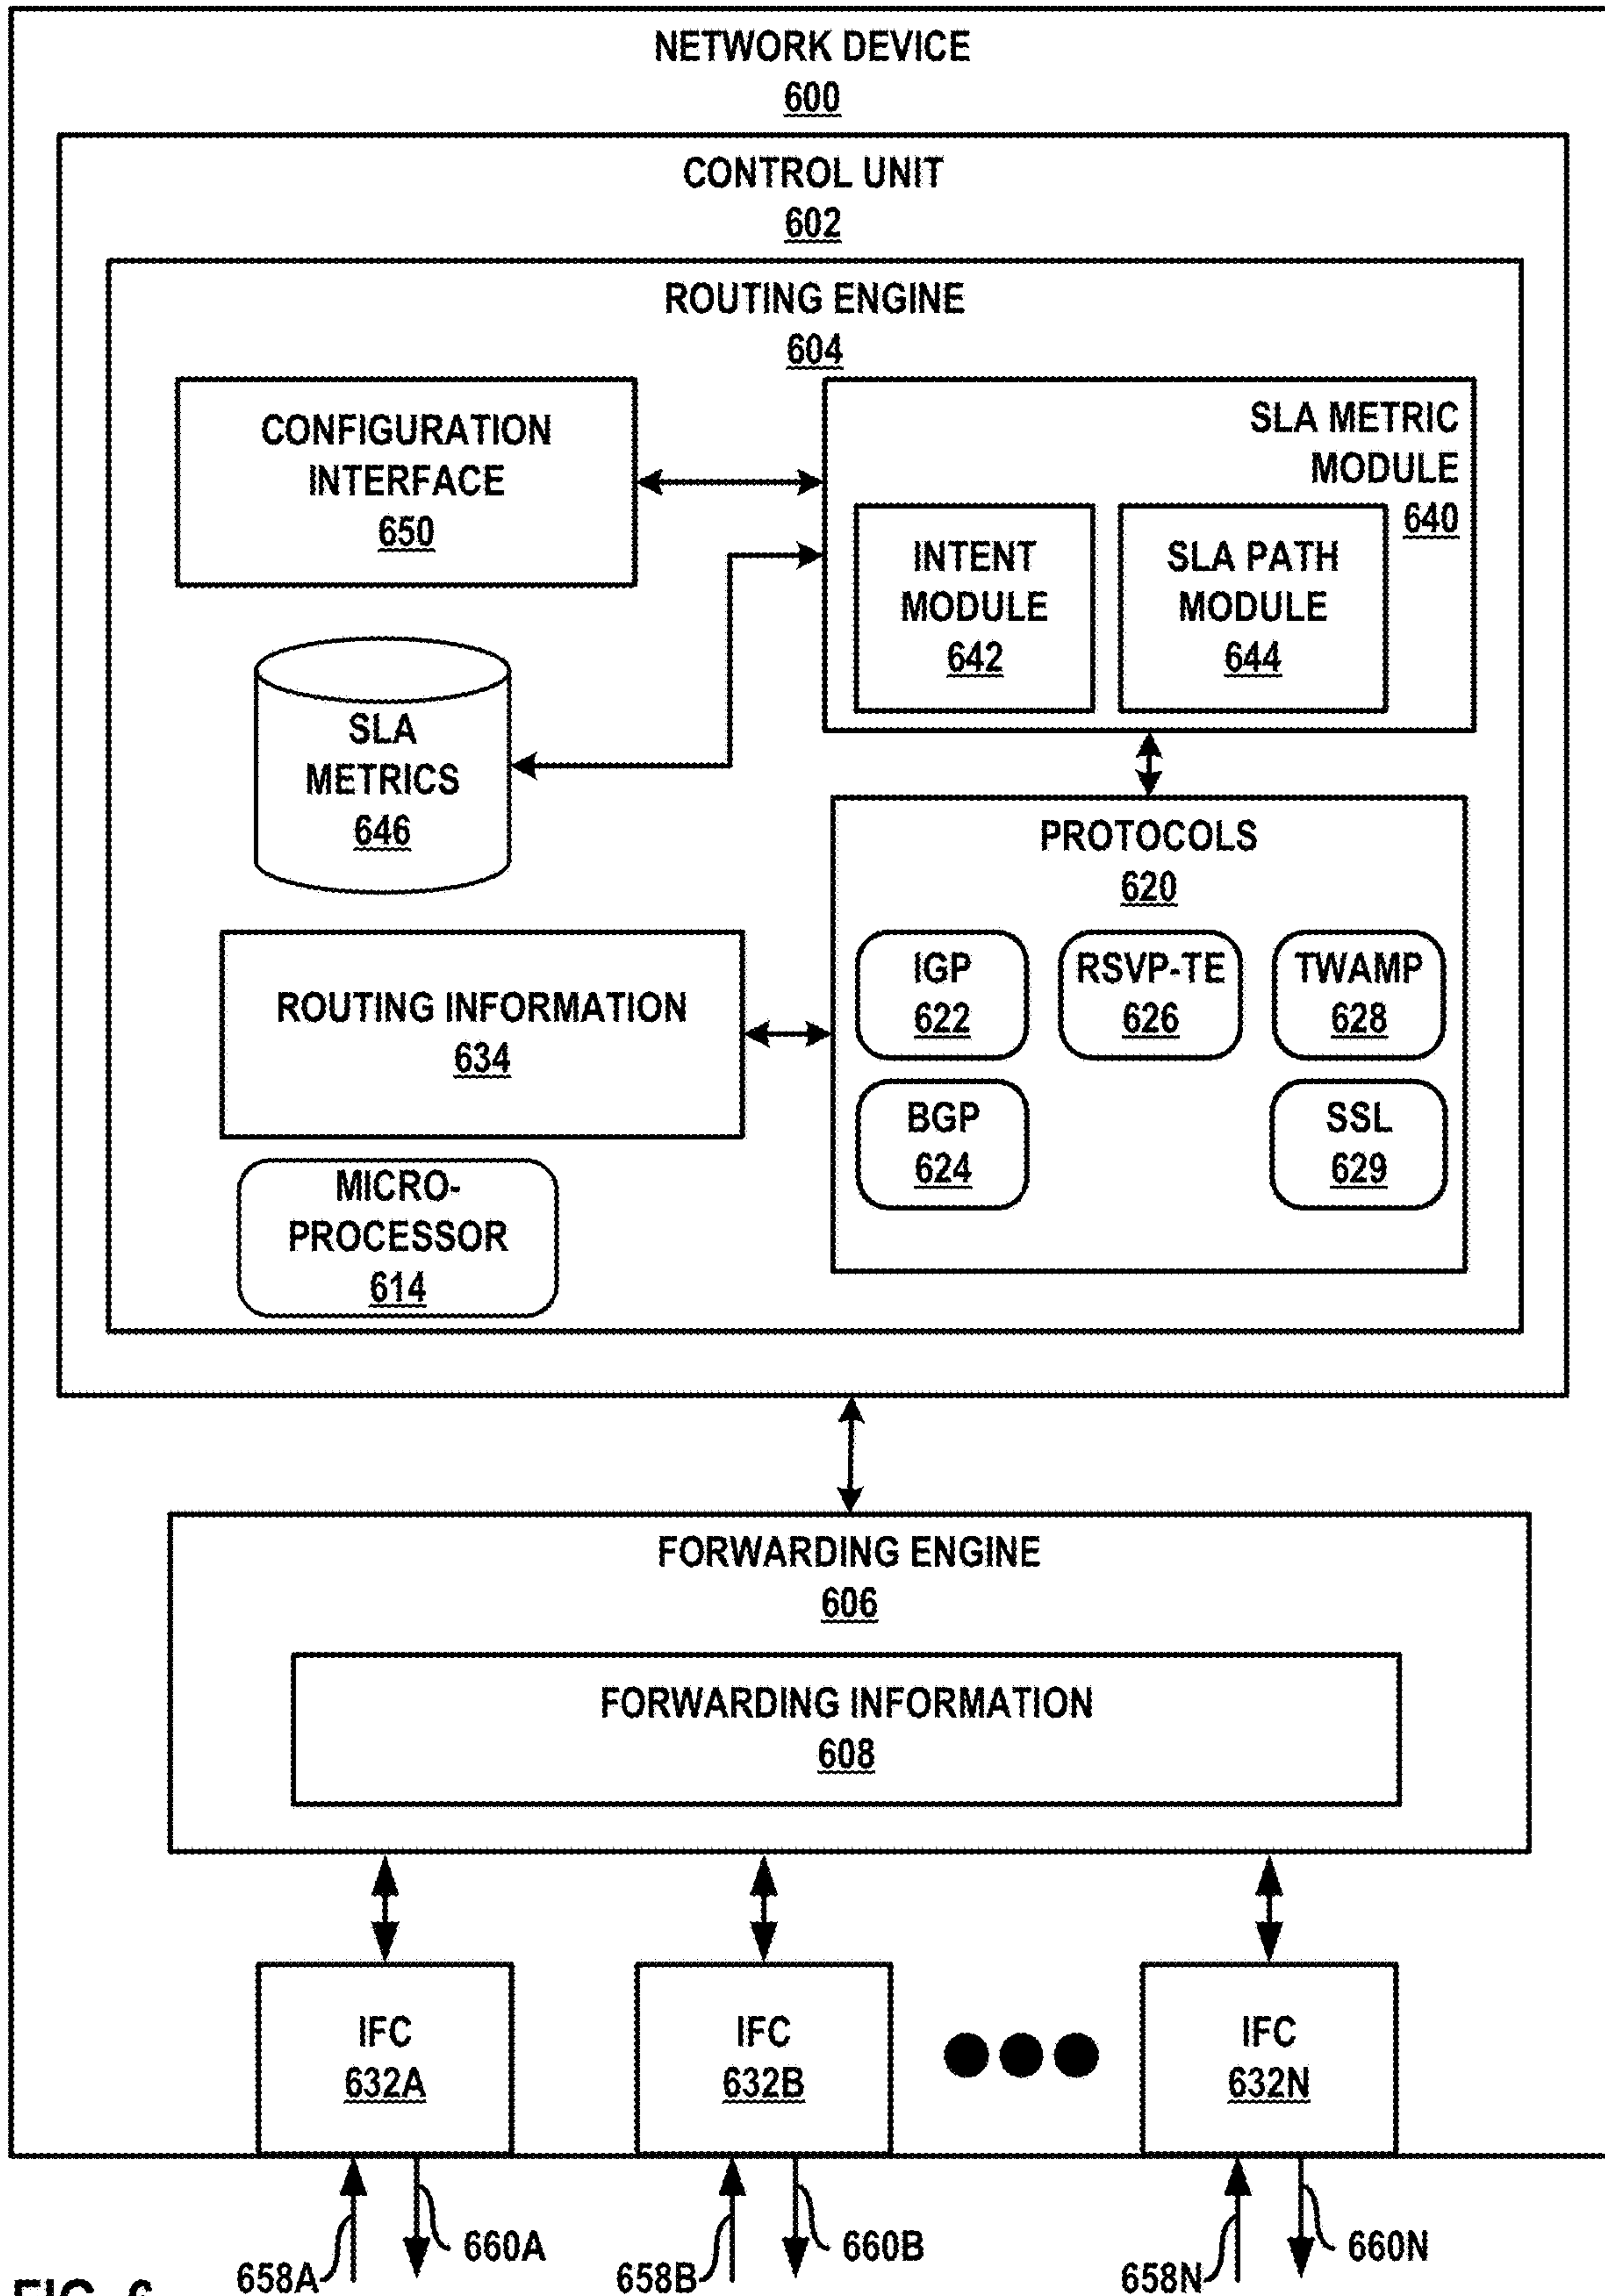 NETWORK DEVICE
600
CONTROL UNIT
602
ROUTING ENGINE
604
CONFIGURATION
INTERFACE
650
SLA METRIC
MODULE
640
INTENT
MODULE
642
SLA PATH
MODULE
644
SLA
METRICS
646
PROTOCOLS
620
IGP
622
RSVP-TE
626
TWAMP
628
BGP
624
SSL
629
ROUTING INFORMATION
634
MICRO-
PROCESSOR
614
FORWARDING ENGINE
606
FORWARDING INFORMATION
608
IFC
632A
IFC
632B
IFC
632N
658A
660A
658B
660B
658N
660N
FIG. 6